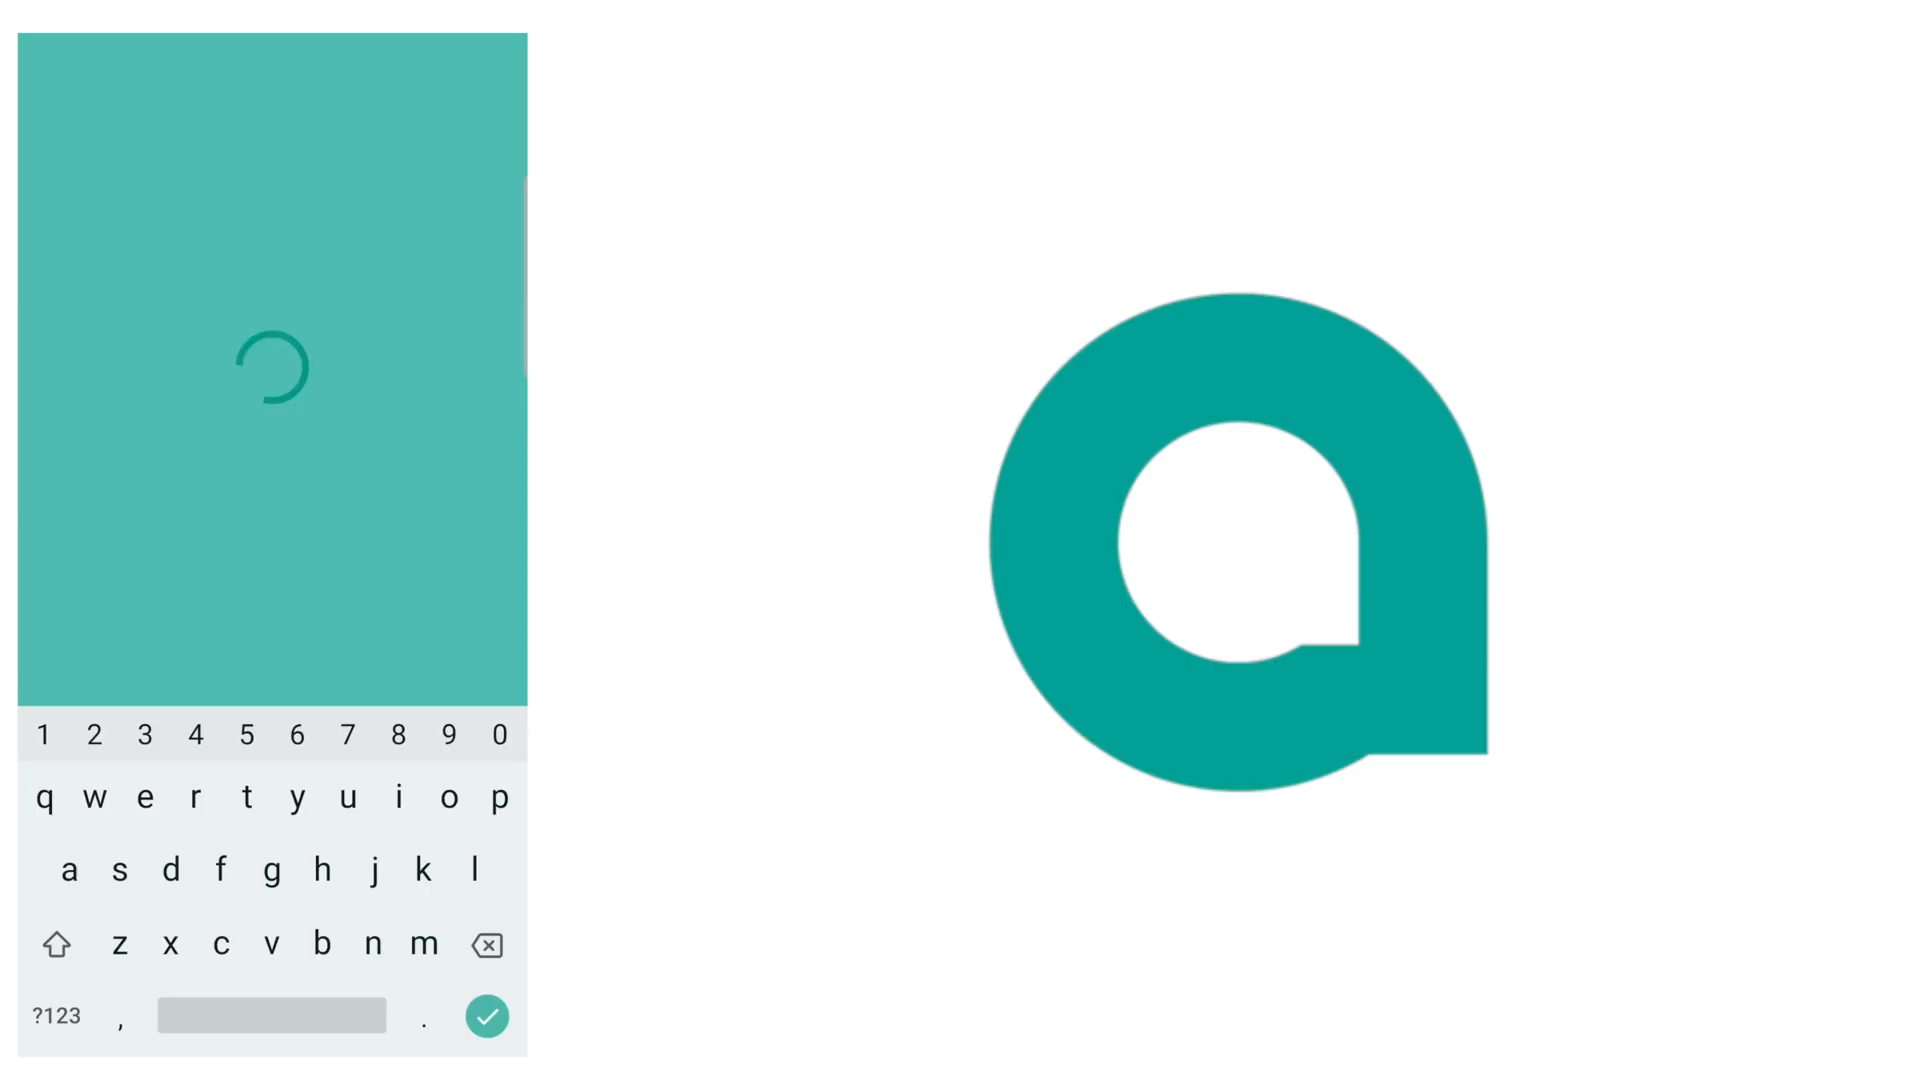 1 2 3 4 5 6 7 8 9 0
q w e r t y u i o p
a s d f g h j k l
z x c v b n m
?123 , .